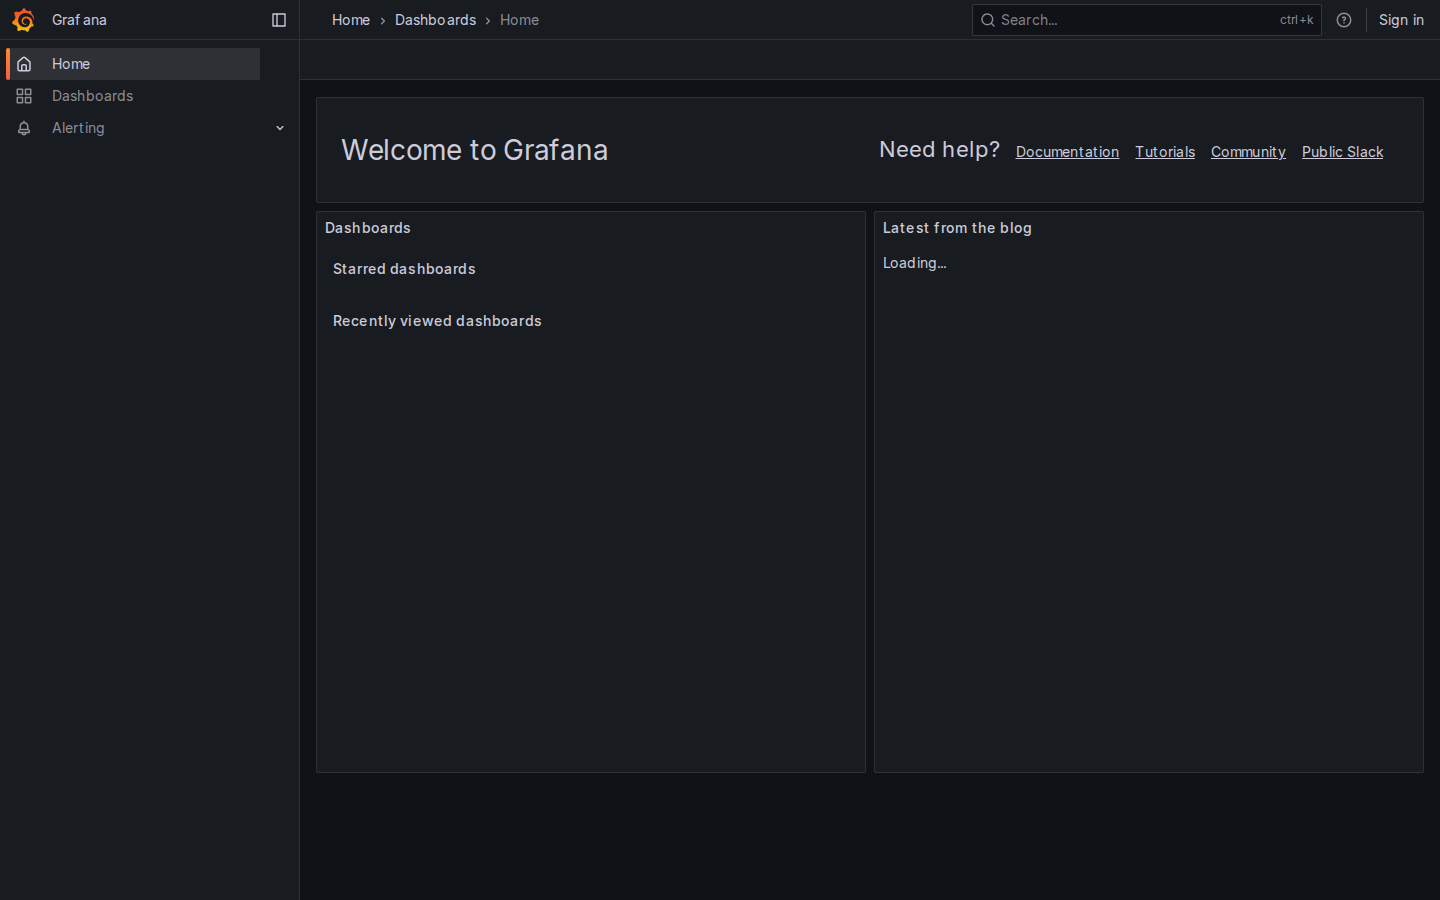 Grafana
Home
Dashboards
Alerting
Home > Dashboards > Home
Search...
ctrl+k
Sign in
Welcome to Grafana
Need help?
Documentation
Tutorials
Community
Public Slack
Dashboards
Starred dashboards
Recently viewed dashboards
Latest from the blog
Loading...